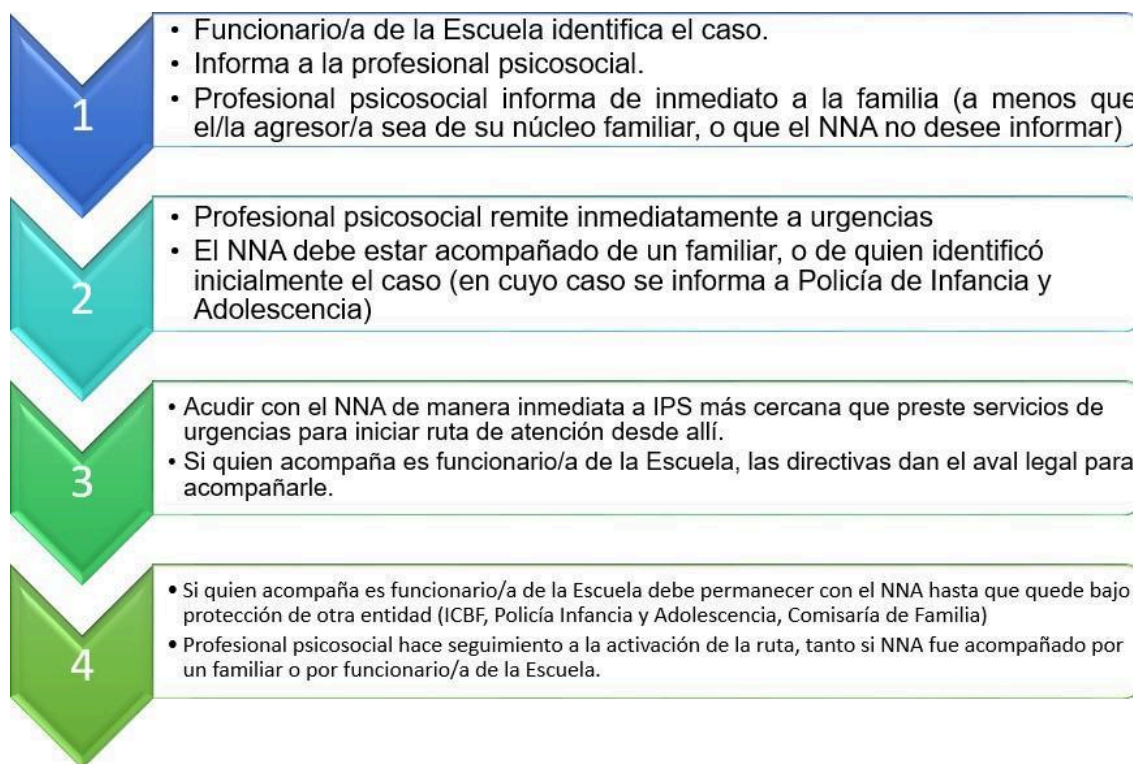 1
• Funcionario/a de la Escuela identifica el caso.
• Informa a la profesional psicosocial.
• Profesional psicosocial informa de inmediato a la familia (a menos que
el/la agresor/a sea de su núcleo familiar, o que el NNA no desee informar)
2
• Profesional psicosocial remite inmediatamente a urgencias
• El NNA debe estar acompañado de un familiar, o de quien identificó
inicialmente el caso (en cuyo caso se informa a Policía de Infancia y
Adolescencia)
3
• Acudir con el NNA de manera inmediata a IPS más cercana que preste servicios de
urgencias para iniciar ruta de atención desde allí.
• Si quien acompaña es funcionario/a de la Escuela, las directivas dan el aval legal para
acompañarle.
4
• Si quien acompaña es funcionario/a de la Escuela debe permanecer con el NNA hasta que quede bajo
protección de otra entidad (ICBF, Policía Infancia y Adolescencia, Comisaría de Familia)
• Profesional psicosocial hace seguimiento a la activación de la ruta, tanto si NNA fue acompañado por
un familiar o por funcionario/a de la Escuela.